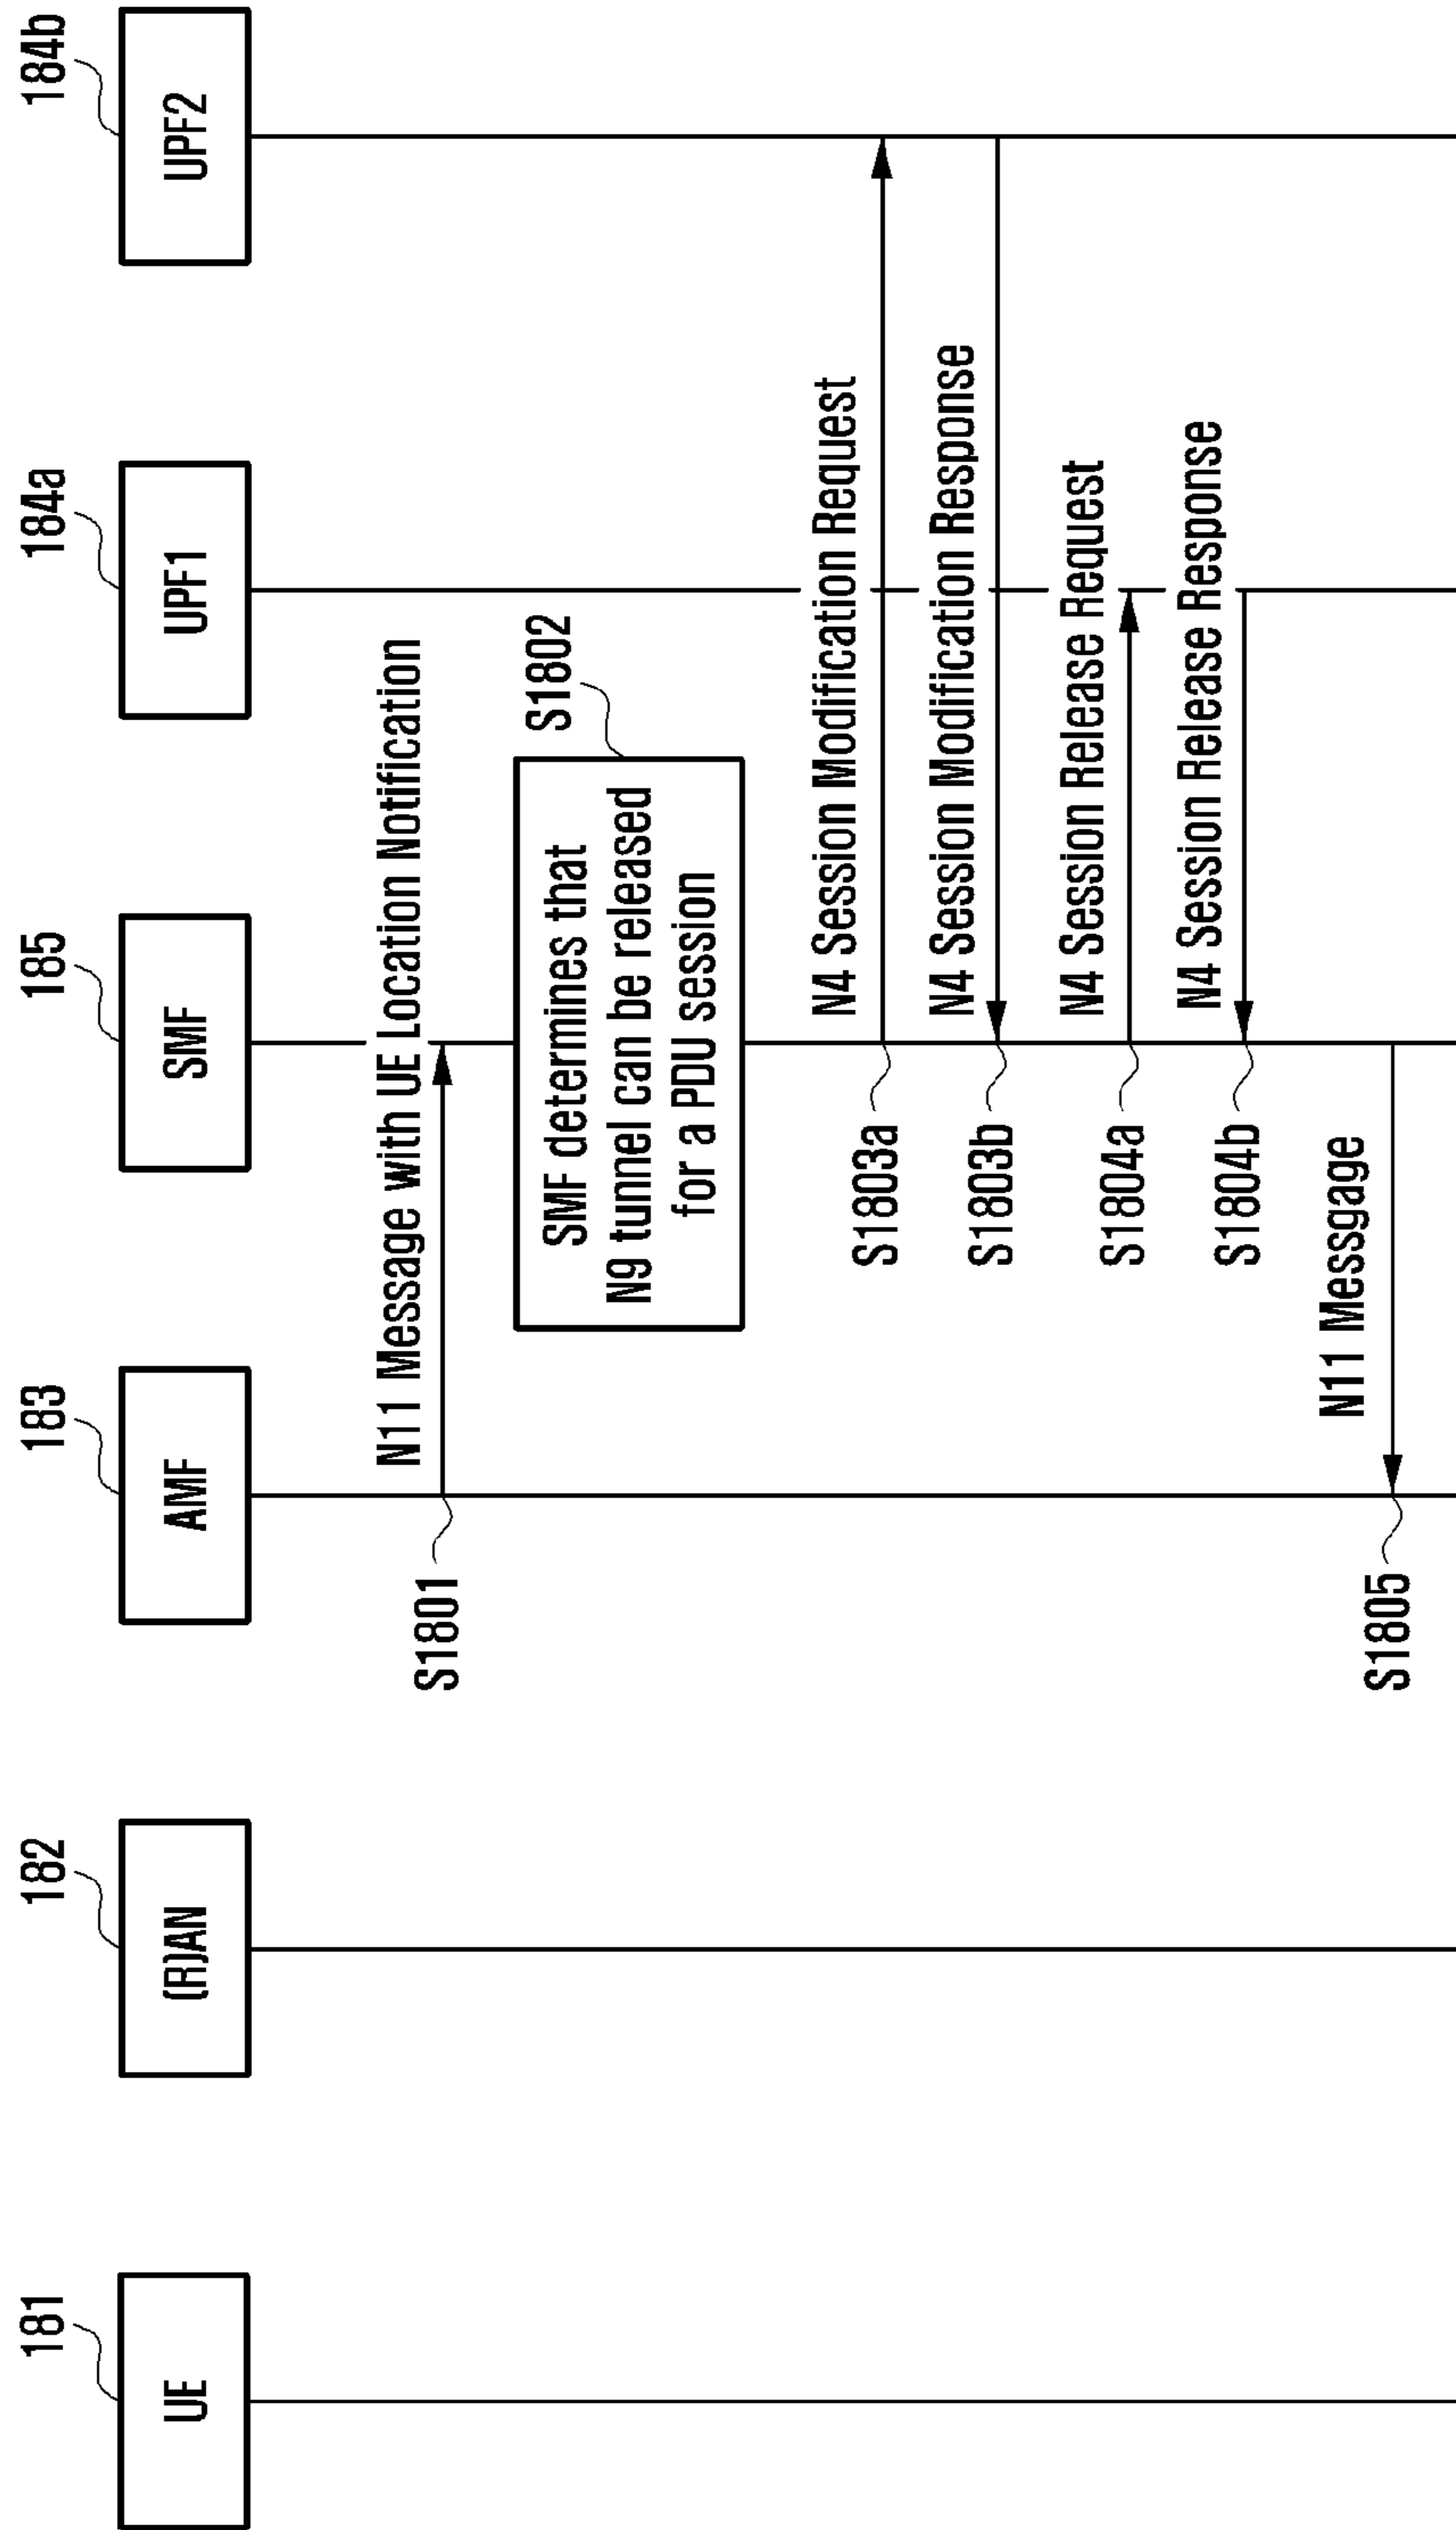 181
182
183
185
184a
184b
UE
(R)AN
AMF
SMF
UPF1
UPF2
N11 Message with UE Location Notification
S1801
S1802
SMF determines that
N9 tunnel can be released
for a PDU session
N4 Session Modification Request
S1803a
N4 Session Modification Response
S1803b
N4 Session Release Request
S1804a
N4 Session Release Response
S1804b
N11 Messgage
S1805